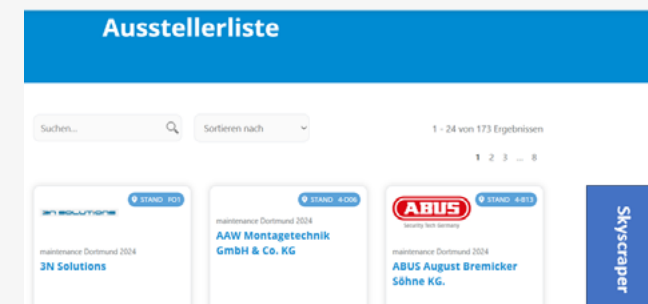 Ausstellerliste
Suchen...
Sortieren nach
1 - 24 von 173 Ergebnissen
1 2 3 ... 8
STAND FO1
3N SOLUTIONS
maintenance Dortmund 2024
3N Solutions
STAND 4-D06
maintenance Dortmund 2024
AAW Montagetechnik
GmbH & Co. KG
STAND 4-B13
ABUS
Security Tech Germany
maintenance Dortmund 2024
ABUS August Bremicker
Söhne KG.
Skyscraper